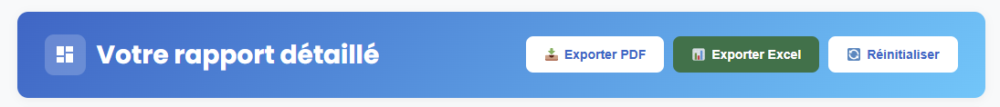 Votre rapport détaillé
Exporter PDF
Exporter Excel
Réinitialiser